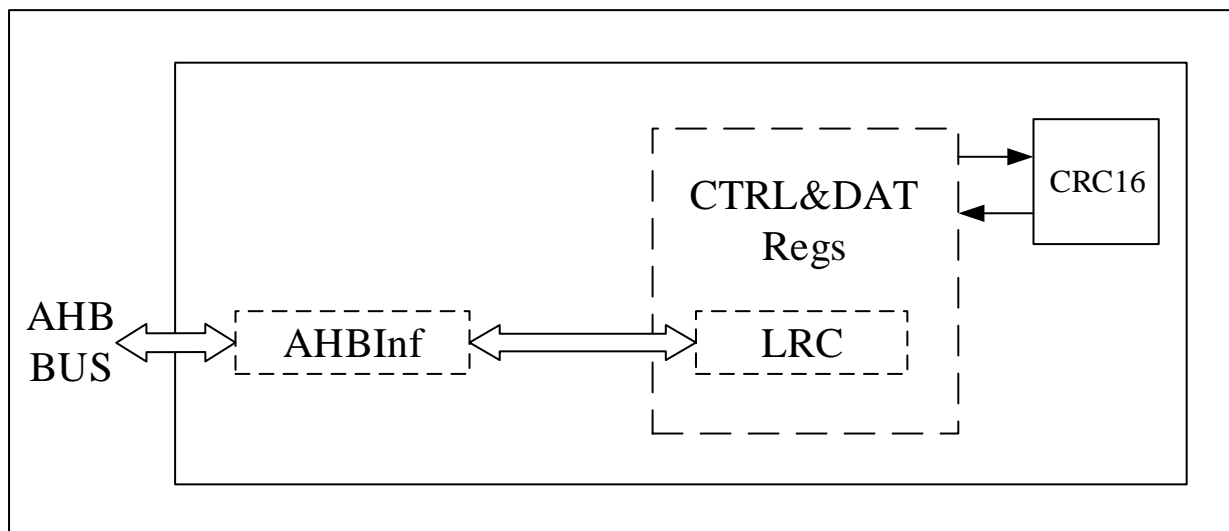 CTRL&DAT
Regs
CRC16
AHB
BUS
AHBInf
LRC